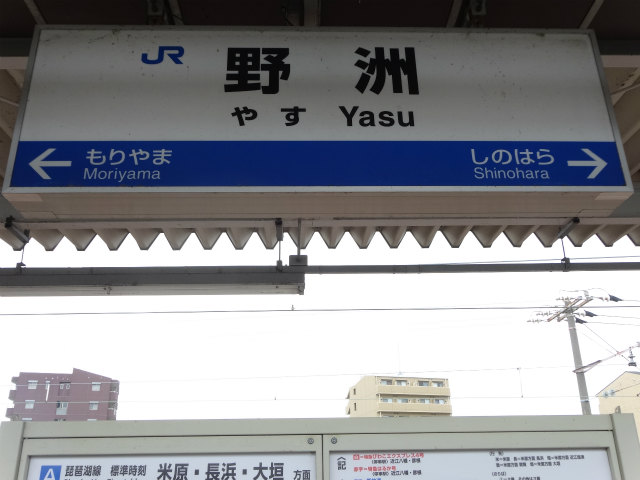 JR 野洲
やす Yasu
← もりやま しのはら →
Moriyama Shinohara
A 琵琶湖線 標準時刻 米原・長浜・大垣 方面